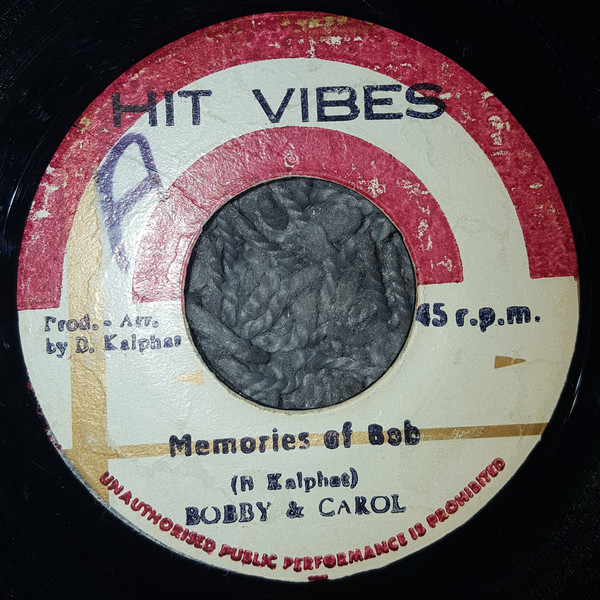 HIT VIBES
A
Prod. - Arr.
by D. Kalphat
45 r.p.m.
Memories of Bob
(H Kalphat)
BOBBY & CAROL
UNAUTHORISED PUBLIC PERFORMANCE IS PROHIBITED